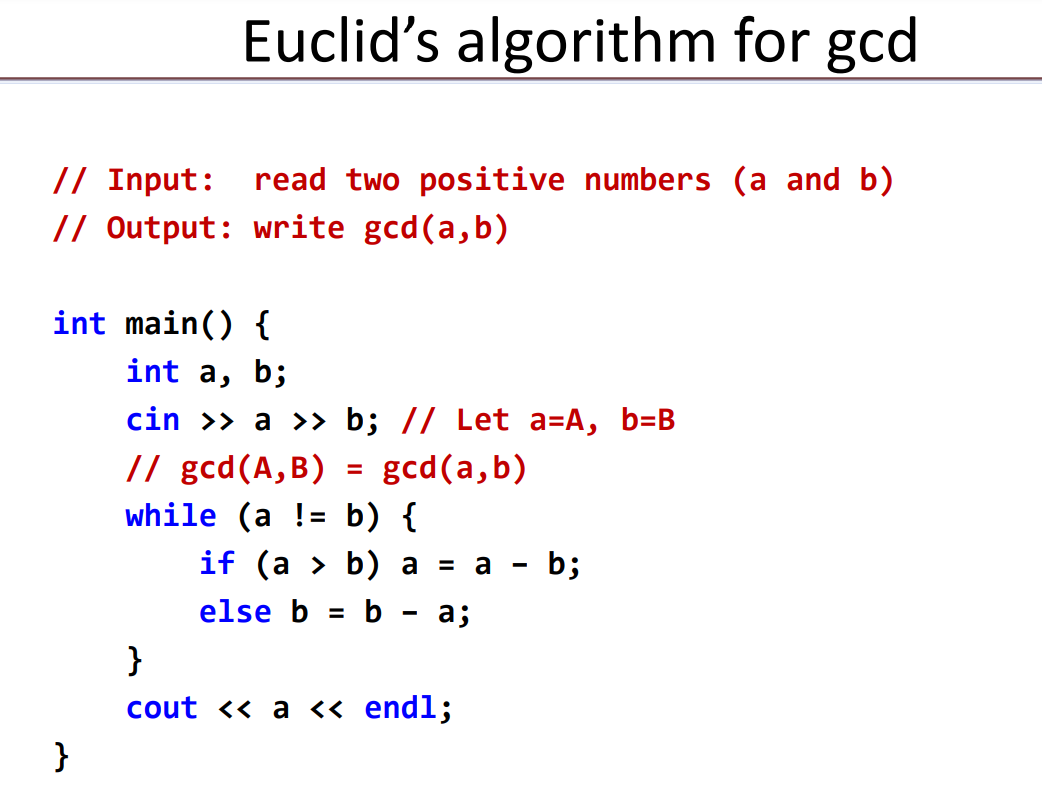 Euclid’s algorithm for gcd
// Input:  read two positive numbers (a and b)
// Output: write gcd(a,b)
int main() {
    int a, b;
    cin >> a >> b; // Let a=A, b=B
    // gcd(A,B) = gcd(a,b)
    while (a != b) {
        if (a > b) a = a – b;
        else b = b – a;
    }
    cout << a << endl;
}